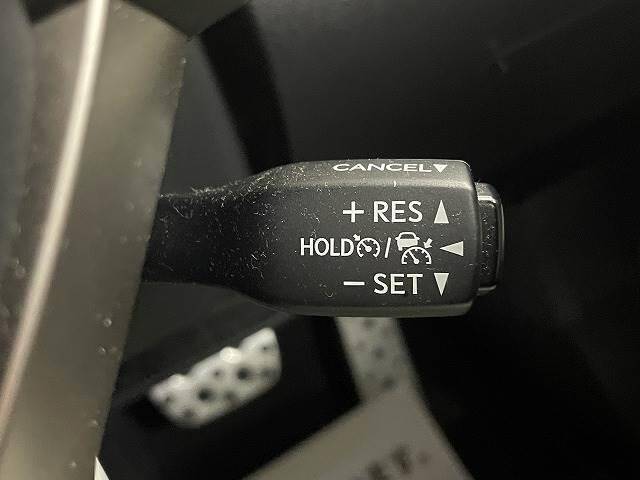 CANCEL▼
+ RES ▲
HOLD / ◀
− SET ▼